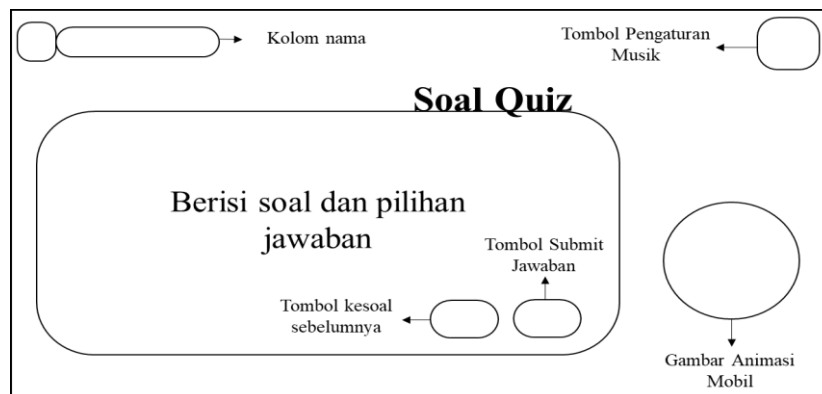 Kolom nama
Tombol Pengaturan
Musik
Soal Quiz
Berisi soal dan pilihan
jawaban
Tombol Submit
Jawaban
Tombol kesoal
sebelumnya
Gambar Animasi
Mobil